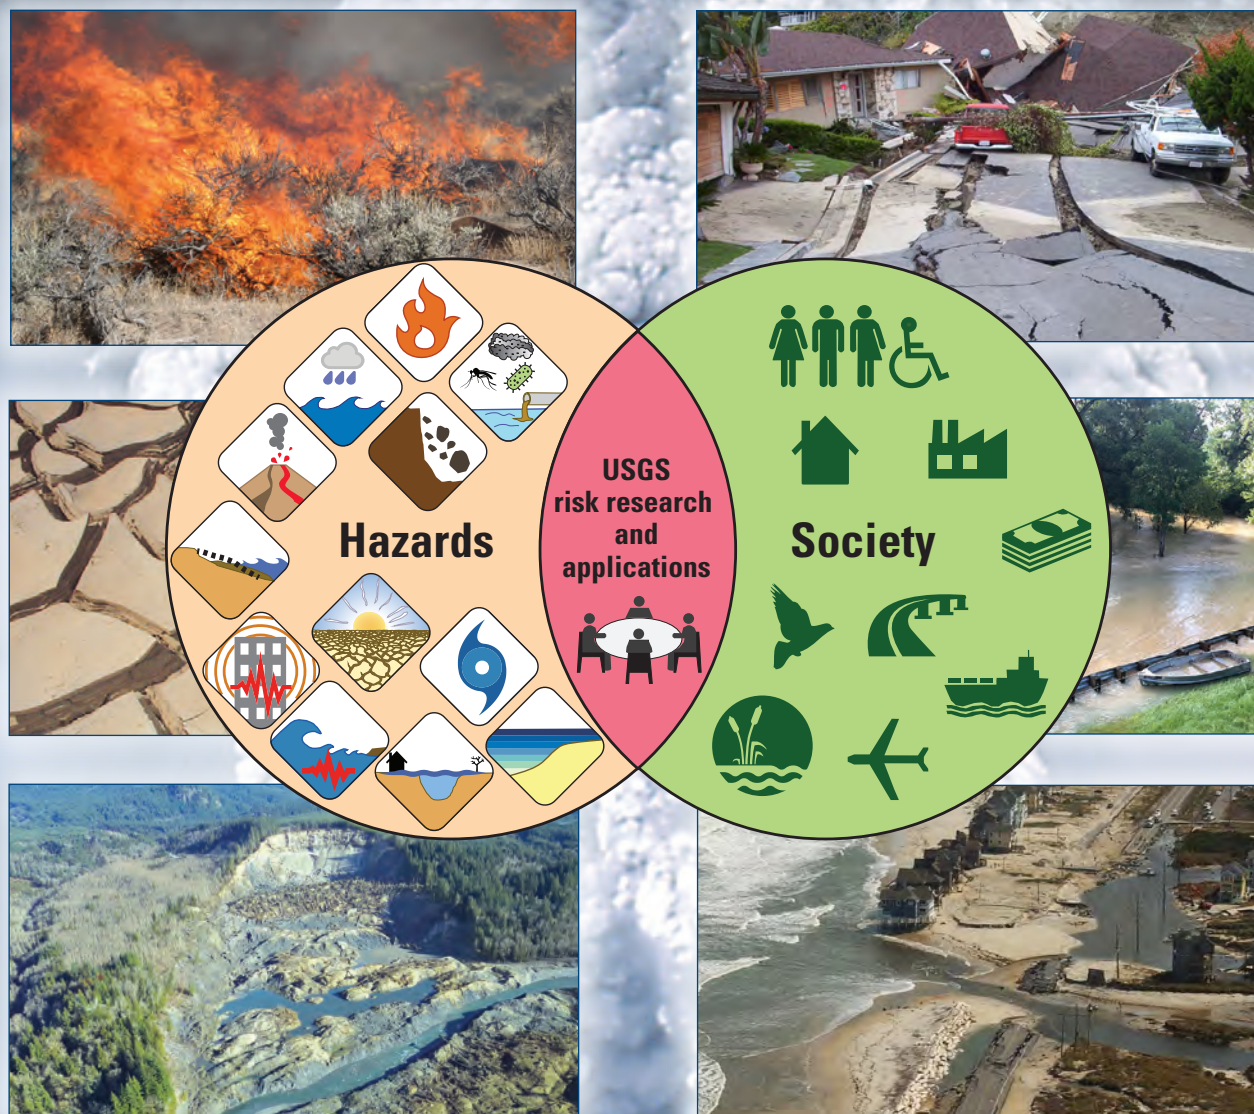 Hazards
USGS
risk research
and
applications
Society